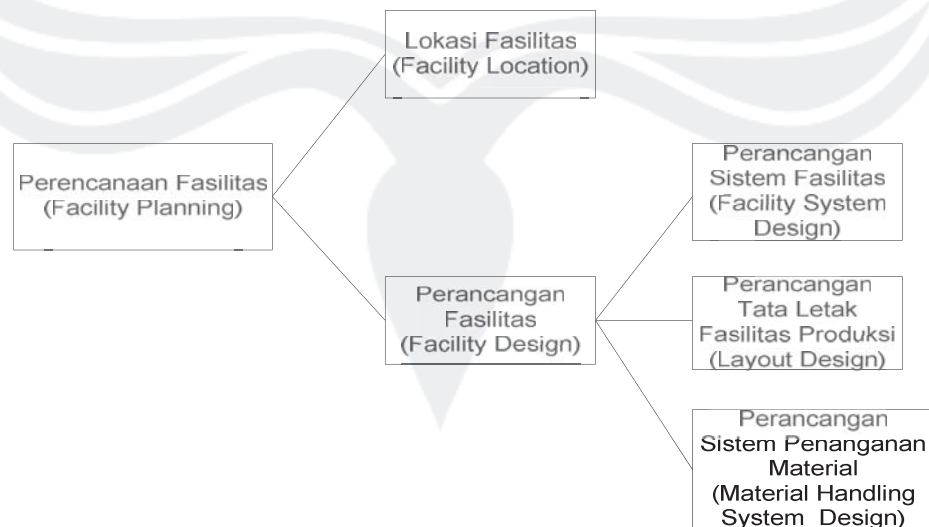 Lokasi Fasilitas
(Facility Location)
Perencanaan Fasilitas
(Facility Planning)
Perancangan
Fasilitas
(Facility Design)
Perancangan
Sistem Fasilitas
(Facility System
Design)
Perancangan
Tata Letak
Fasilitas Produksi
(Layout Design)
Perancangan
Sistem Penanganan
Material
(Material Handling
System Design)